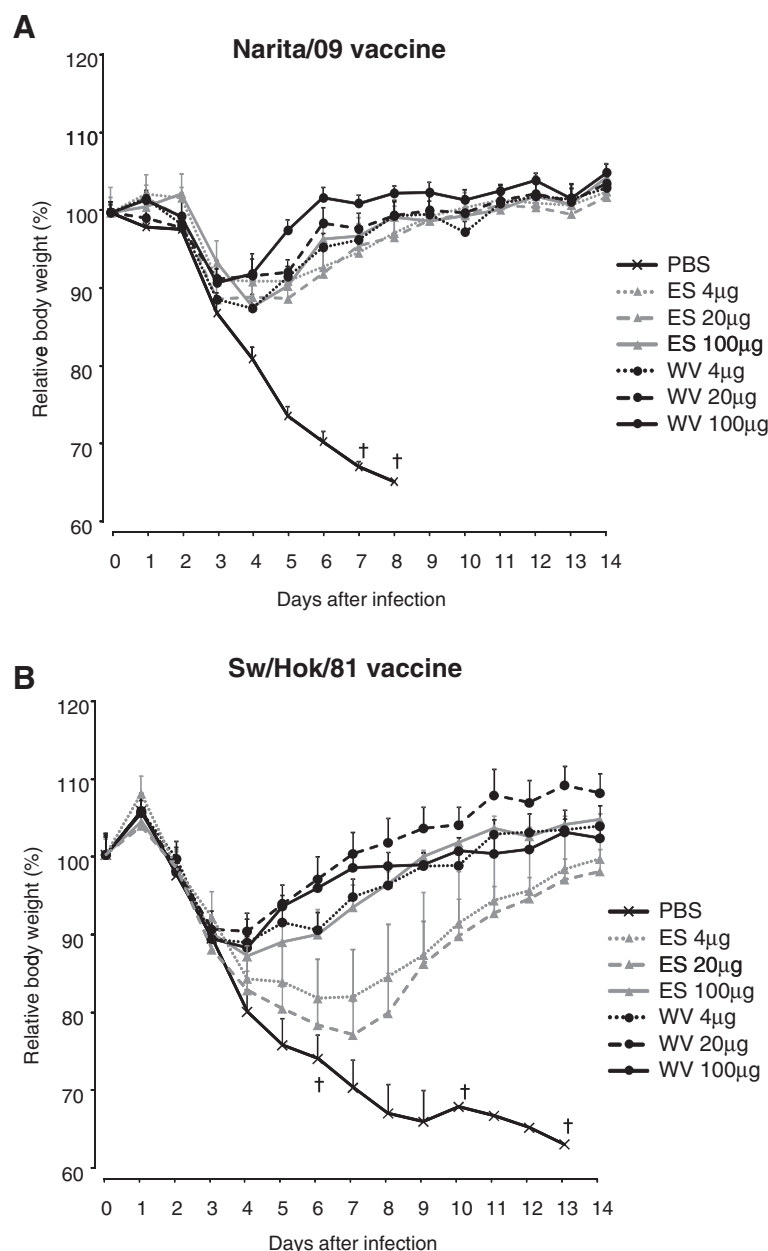 A
Narita/09 vaccine
120
110
100
90
80
70
60
Relative body weight (%)
† †
0 1 2 3 4 5 6 7 8 9 10 11 12 13 14
Days after infection
PBS
ES 4μg
ES 20μg
ES 100μg
WV 4μg
WV 20μg
WV 100μg
B
Sw/Hok/81 vaccine
120
110
100
90
80
70
60
Relative body weight (%)
† † †
0 1 2 3 4 5 6 7 8 9 10 11 12 13 14
Days after infection
PBS
ES 4μg
ES 20μg
ES 100μg
WV 4μg
WV 20μg
WV 100μg